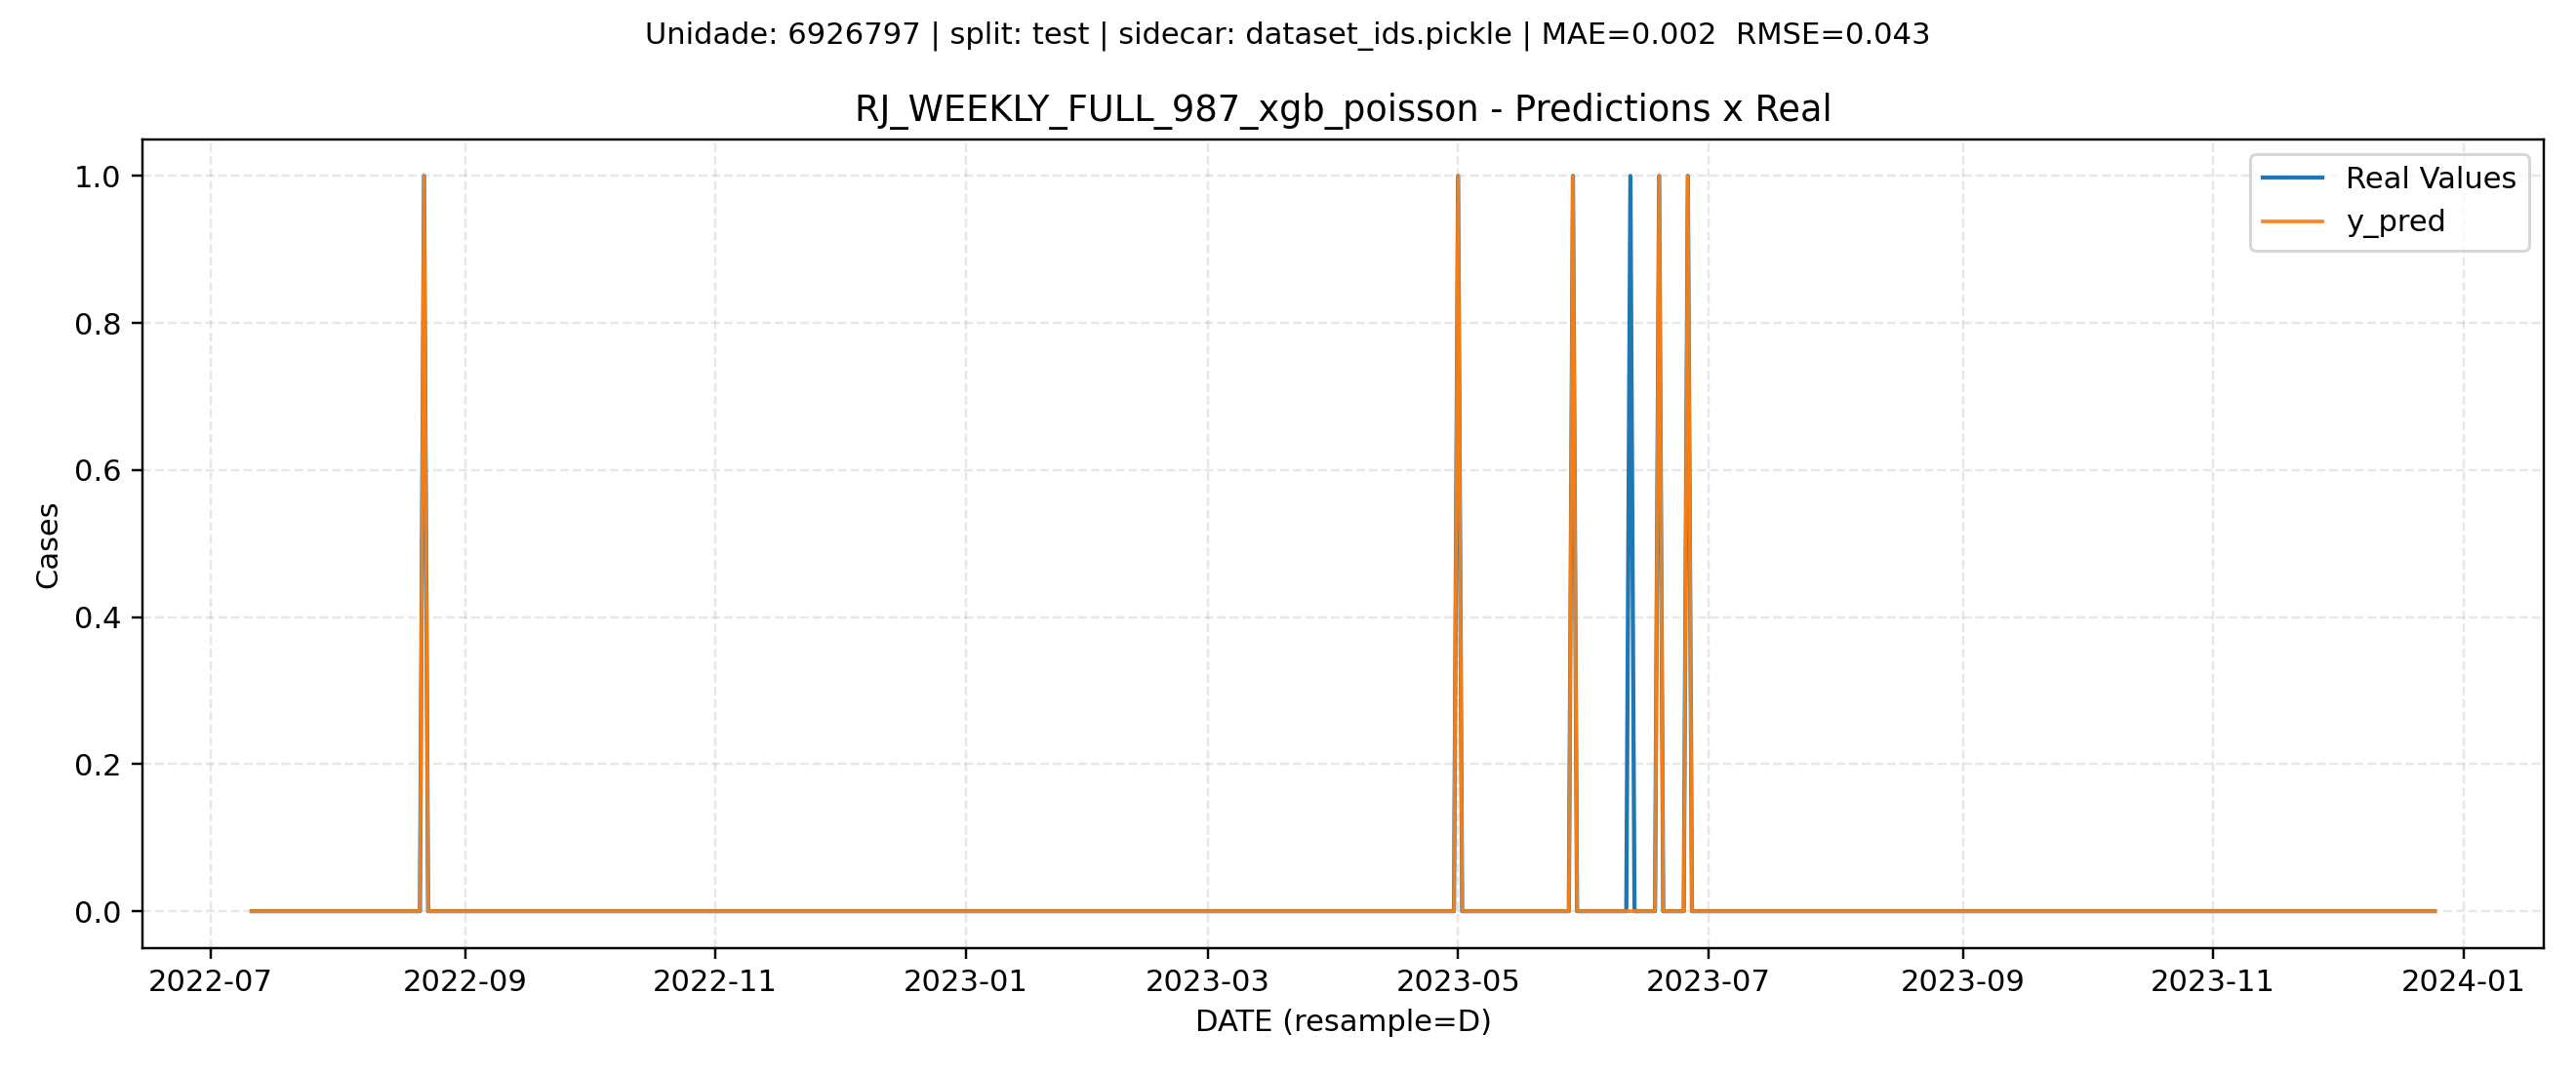 Unidade: 6926797 | split: test | sidecar: dataset_ids.pickle | MAE=0.002  RMSE=0.043
RJ_WEEKLY_FULL_987_xgb_poisson - Predictions x Real
Real Values
y_pred
Cases
1.0
0.8
0.6
0.4
0.2
0.0
2022-07 2022-09 2022-11 2023-01 2023-03 2023-05 2023-07 2023-09 2023-11 2024-01
DATE (resample=D)